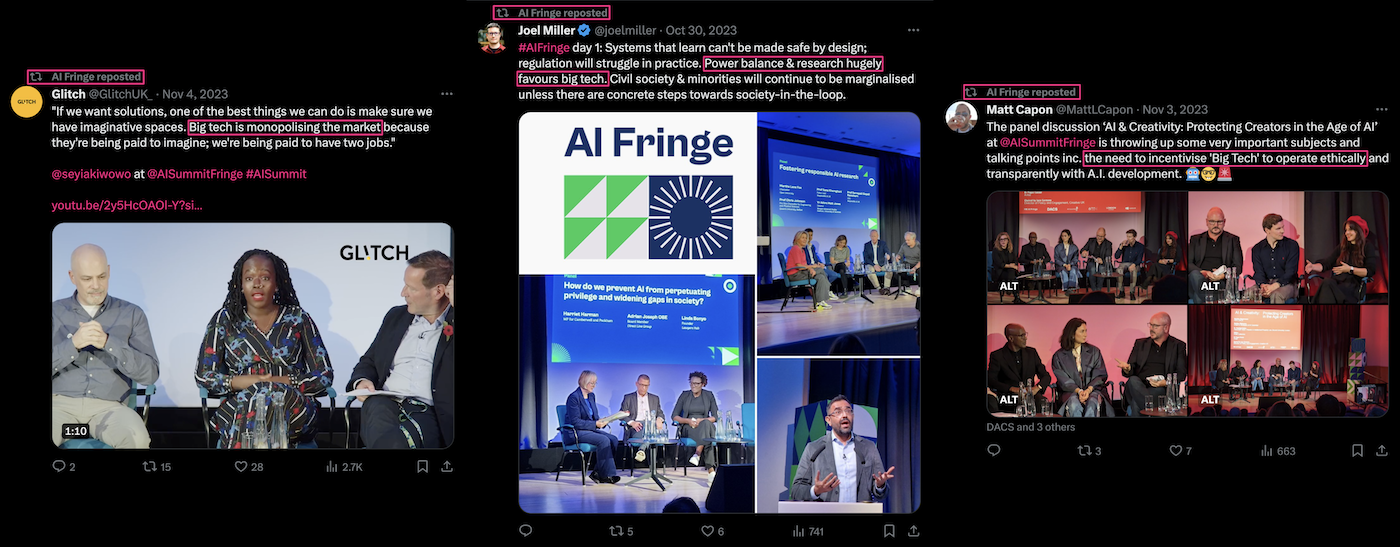 AI Fringe reposted
Glitch @GlitchUK_ · Nov 4, 2023
"If we want solutions, one of the best things we can do is make sure we
have imaginative spaces. Big tech is monopolising the market because
they're being paid to imagine; we're being paid to have two jobs."
@seyiakiwowo at @AISummitFringe #AISummit
youtu.be/2y5HcOAOl-Y?si...
GLITCH
GLITCH
1:10
2
15
28
2.7K
AI Fringe reposted
Joel Miller @joelmiller · Oct 30, 2023
#AIFringe day 1: Systems that learn can't be made safe by design;
regulation will struggle in practice. Power balance & research hugely
favours big tech. Civil society & minorities will continue to be marginalised
unless there are concrete steps towards society-in-the-loop.
AI Fringe
Fostering responsible AI research
How do we prevent AI from perpetuating
privilege and widening gaps in society?
Harriet Harman
Adrian Joseph OBE
Linda Benyo
5
6
741
AI Fringe reposted
Matt Capon @MattLCapon · Nov 3, 2023
The panel discussion 'AI & Creativity: Protecting Creators in the Age of AI'
at @AISummitFringe is throwing up some very important subjects and
talking points inc. the need to incentivise 'Big Tech' to operate ethically and
transparently with A.I. development. 🤖🤓🚨
DACS
ALT
ALT
ALT
ALT
DACS and 3 others
3
7
663